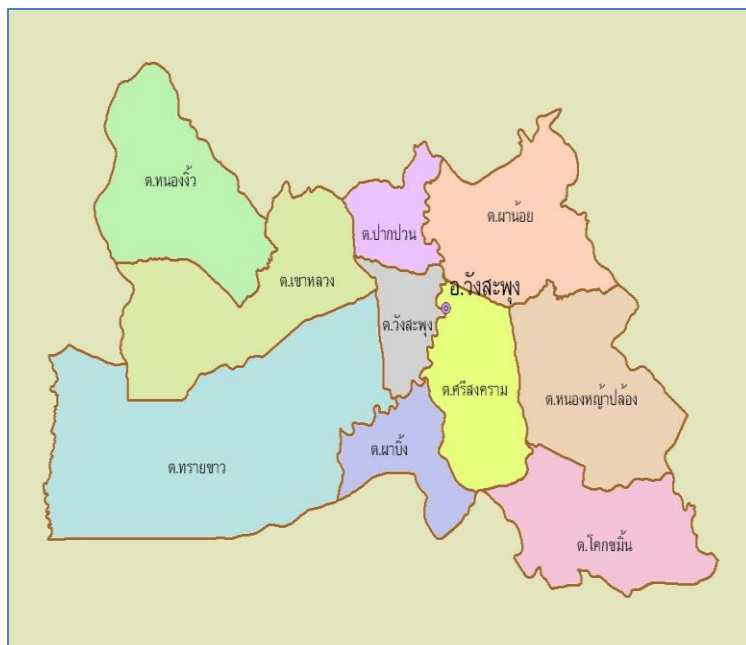 ต.หนองงิ้ว
ต.ผาน้อย
ต.ปากปวน
ต.เขาหลวง
อ.วังสะพุง
ต.วังสะพุง
ต.ศรีสงคราม
ต.หนองหญ้าปล้อง
ต.ผาบิ้ง
ต.ทรายขาว
ต.โคกขมิ้น